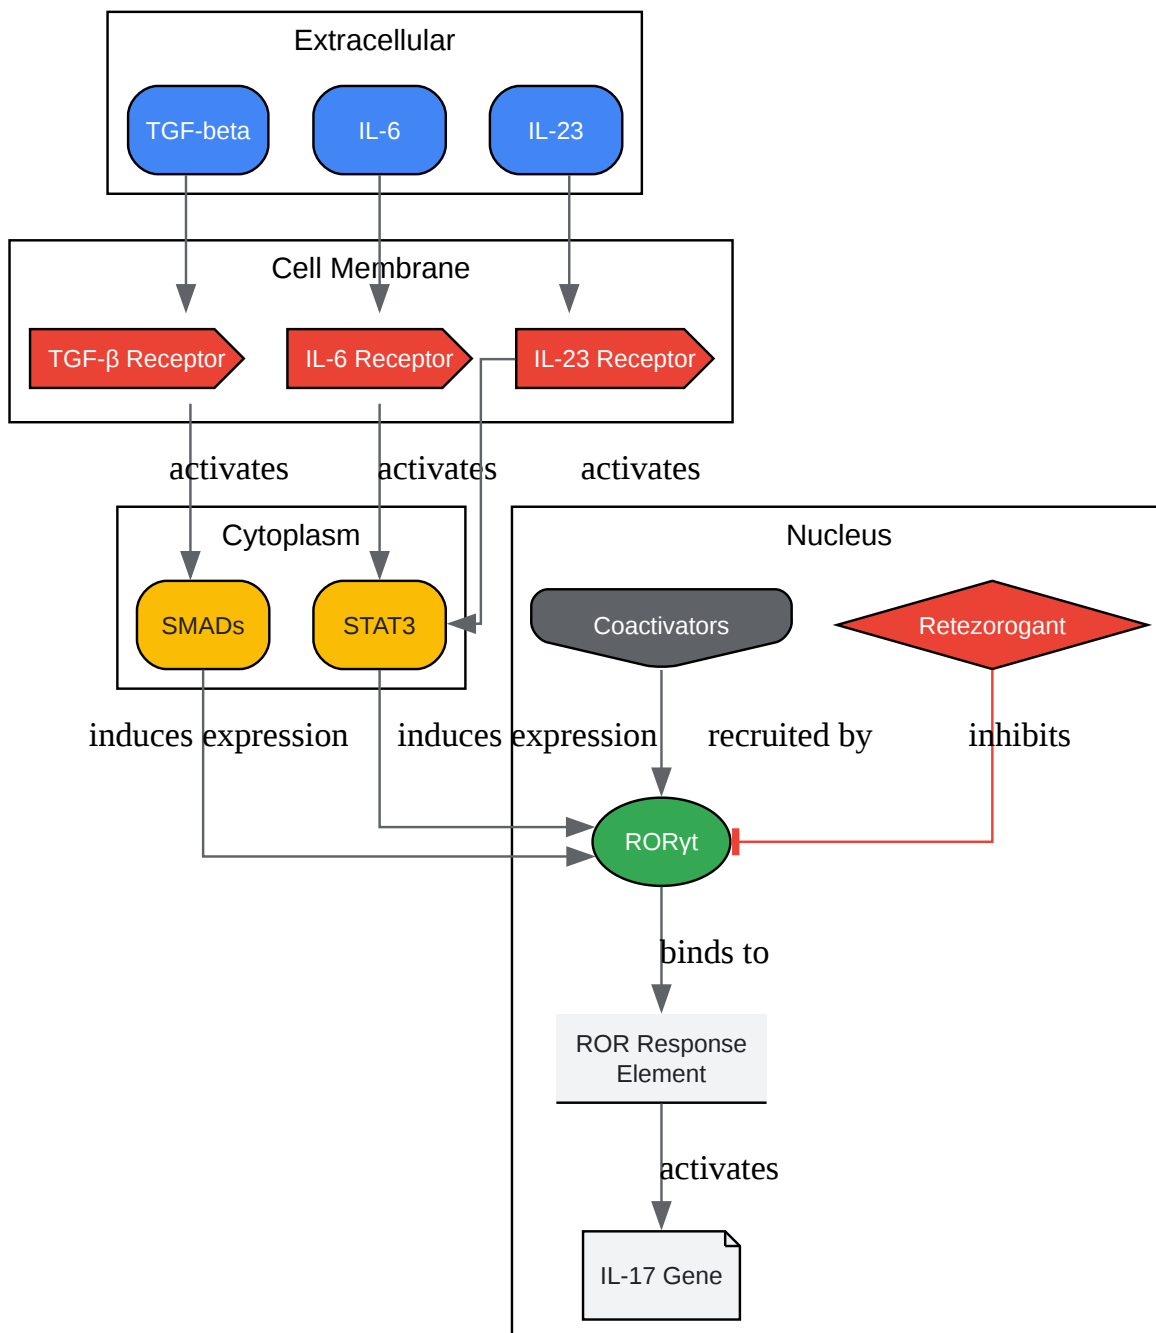 Extracellular
TGF-beta
IL-6
IL-23
Cell Membrane
TGF-β Receptor
IL-6 Receptor
IL-23 Receptor
activates
activates
activates
Cytoplasm
Nucleus
SMADs
STAT3
Coactivators
Retezorogant
induces expression
induces expression
recruited by
inhibits
RORγt
binds to
ROR Response
Element
activates
IL-17 Gene